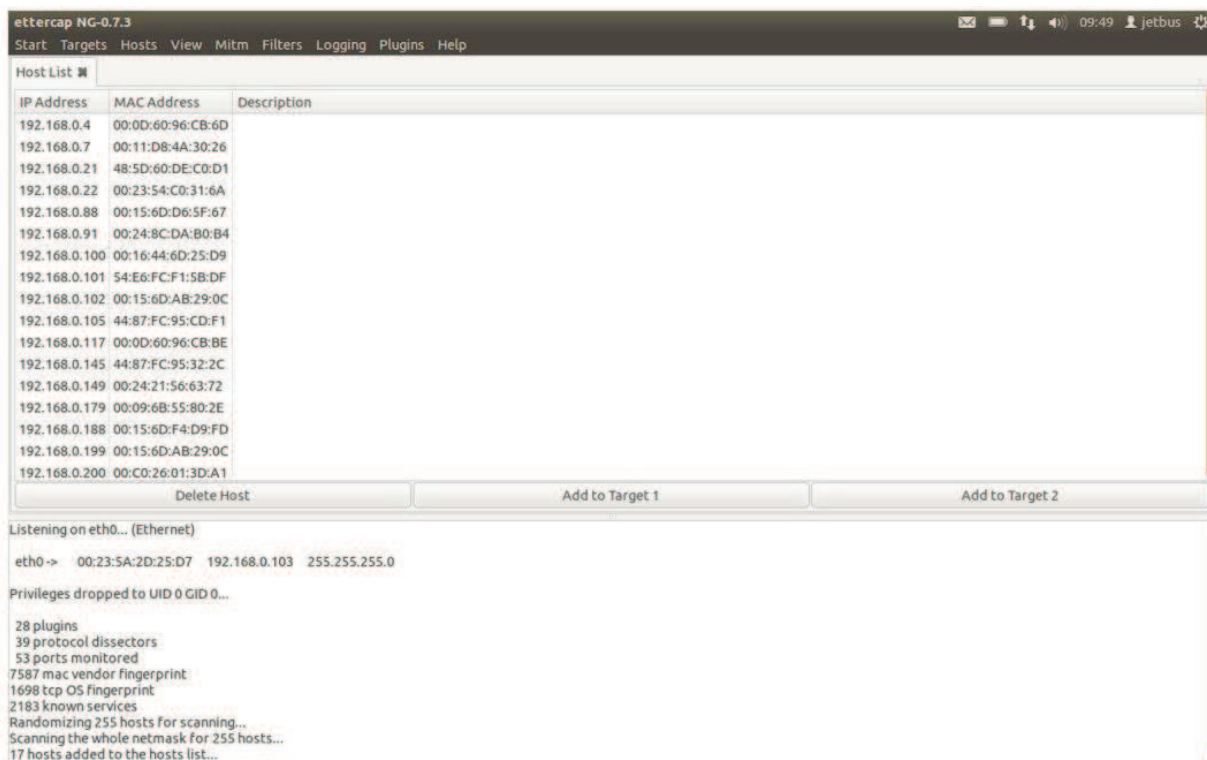 ettercap NG-0.7.3 09:49 jetbus
Start Targets Hosts View Mitm Filters Logging Plugins Help
Host List
IP Address MAC Address Description
192.168.0.4 00:0D:60:96:CB:6D
192.168.0.7 00:11:D8:4A:30:26
192.168.0.21 48:5D:60:DE:C0:D1
192.168.0.22 00:23:54:C0:31:6A
192.168.0.88 00:15:6D:D6:5F:67
192.168.0.91 00:24:8C:DA:B0:B4
192.168.0.100 00:16:44:6D:25:D9
192.168.0.101 54:E6:FC:F1:5B:DF
192.168.0.102 00:15:6D:AB:29:0C
192.168.0.105 44:87:FC:95:CD:F1
192.168.0.117 00:0D:60:96:CB:BE
192.168.0.145 44:87:FC:95:32:2C
192.168.0.149 00:24:21:56:63:72
192.168.0.179 00:09:6B:55:80:2E
192.168.0.188 00:15:6D:F4:D9:FD
192.168.0.199 00:15:6D:AB:29:0C
192.168.0.200 00:C0:26:01:3D:A1
Delete Host Add to Target 1 Add to Target 2
Listening on eth0... (Ethernet)
eth0 -> 00:23:5A:2D:25:D7 192.168.0.103 255.255.255.0
Privileges dropped to UID 0 GID 0...
28 plugins
39 protocol dissectors
53 ports monitored
7587 mac vendor fingerprint
1698 tcp OS fingerprint
2183 known services
Randomizing 255 hosts for scanning...
Scanning the whole netmask for 255 hosts...
17 hosts added to the hosts list...